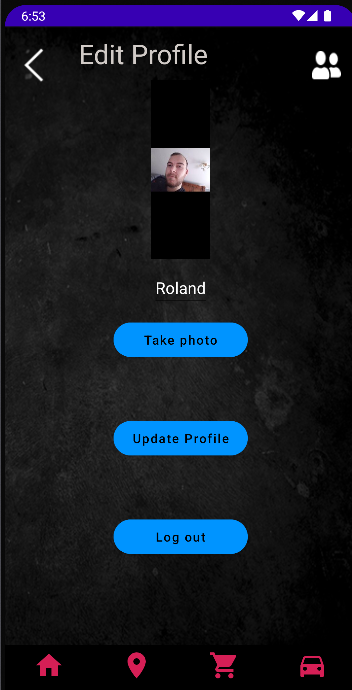 6:53
Edit Profile
Roland
Take photo
Update Profile
Log out